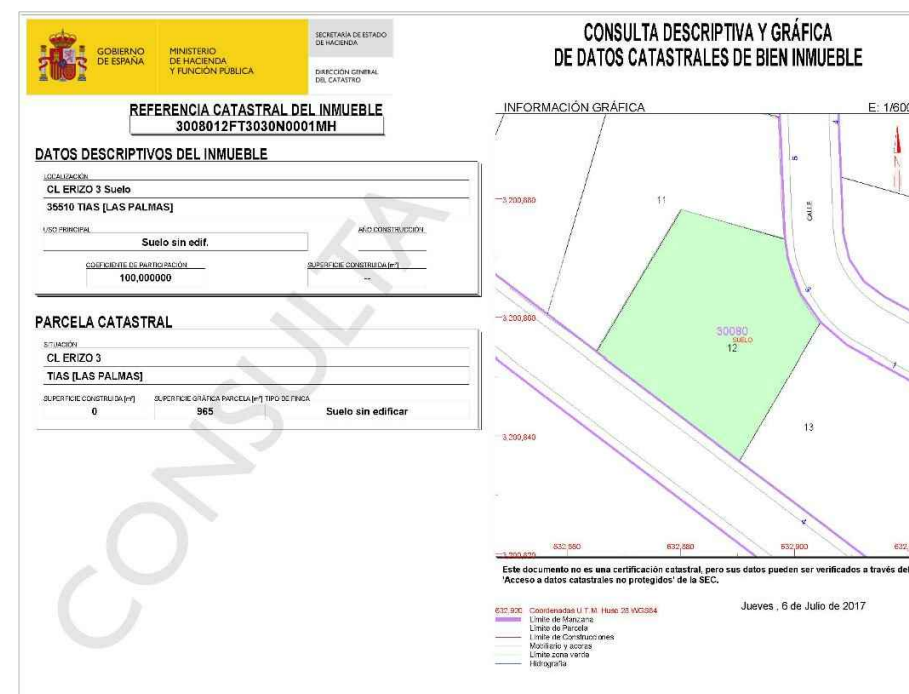 GOBIERNO
DE ESPAÑA
MINISTERIO
DE HACIENDA
Y FUNCIÓN PÚBLICA
SECRETARÍA DE ESTADO
DE HACIENDA
DIRECCIÓN GENERAL
DEL CATASTRO
REFERENCIA CATASTRAL DEL INMUEBLE
3008012FT3030N0001MH
DATOS DESCRIPTIVOS DEL INMUEBLE
LOCALIZACIÓN
CL ERIZO 3 Suelo
35510 TIAS [LAS PALMAS]
USO PRINCIPAL
AÑO CONSTRUCCIÓN
Suelo sin edif.
COEFICIENTE DE PARTICIPACIÓN
SUPERFICIE CONSTRUIDA [m²]
100,000000
--
PARCELA CATASTRAL
SITUACIÓN
CL ERIZO 3
TIAS [LAS PALMAS]
SUPERFICIE CONSTRUIDA [m²]
SUPERFICIE GRÁFICA PARCELA [m²]
TIPO DE FINCA
0
965
Suelo sin edificar
CONSULTA
CONSULTA DESCRIPTIVA Y GRÁFICA
DE DATOS CATASTRALES DE BIEN INMUEBLE
INFORMACIÓN GRÁFICA
E: 1/600
3,200,880
11
CALLE
3,200,860
30080
SUELO
12
13
3,200,840
3,200,820
632,860
632,880
632,900
632,
Este documento no es una certificación catastral, pero sus datos pueden ser verificados a través del
'Acceso a datos catastrales no protegidos' de la SEC.
Jueves , 6 de Julio de 2017
632,920 Coordenadas U.T.M. Huso 28 WGS84
Límite de Manzana
Límite de Parcela
Límite de Construcciones
Mobiliario y aceras
Límite zona verde
Hidrografía